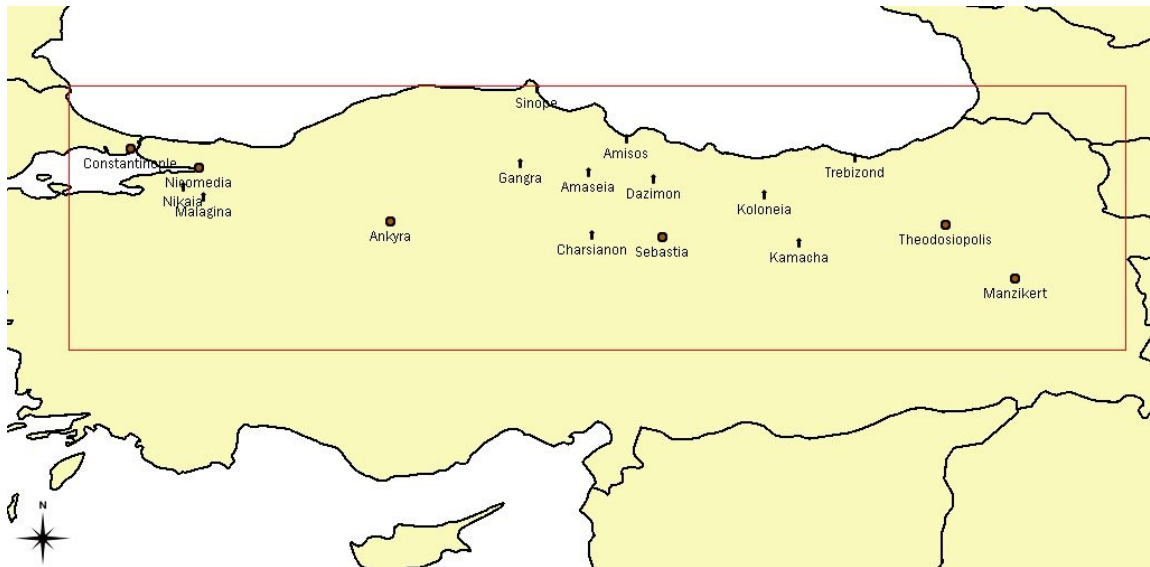 Sinope
Constantinople
Amisos
Nicomedia
Gangra
Amaseia
Dazimon
Trebizond
Nikaia
Malagina
Koloneia
Ankyra
Charsianon
Sebastia
Kamacha
Theodosiopolis
Manzikert
N